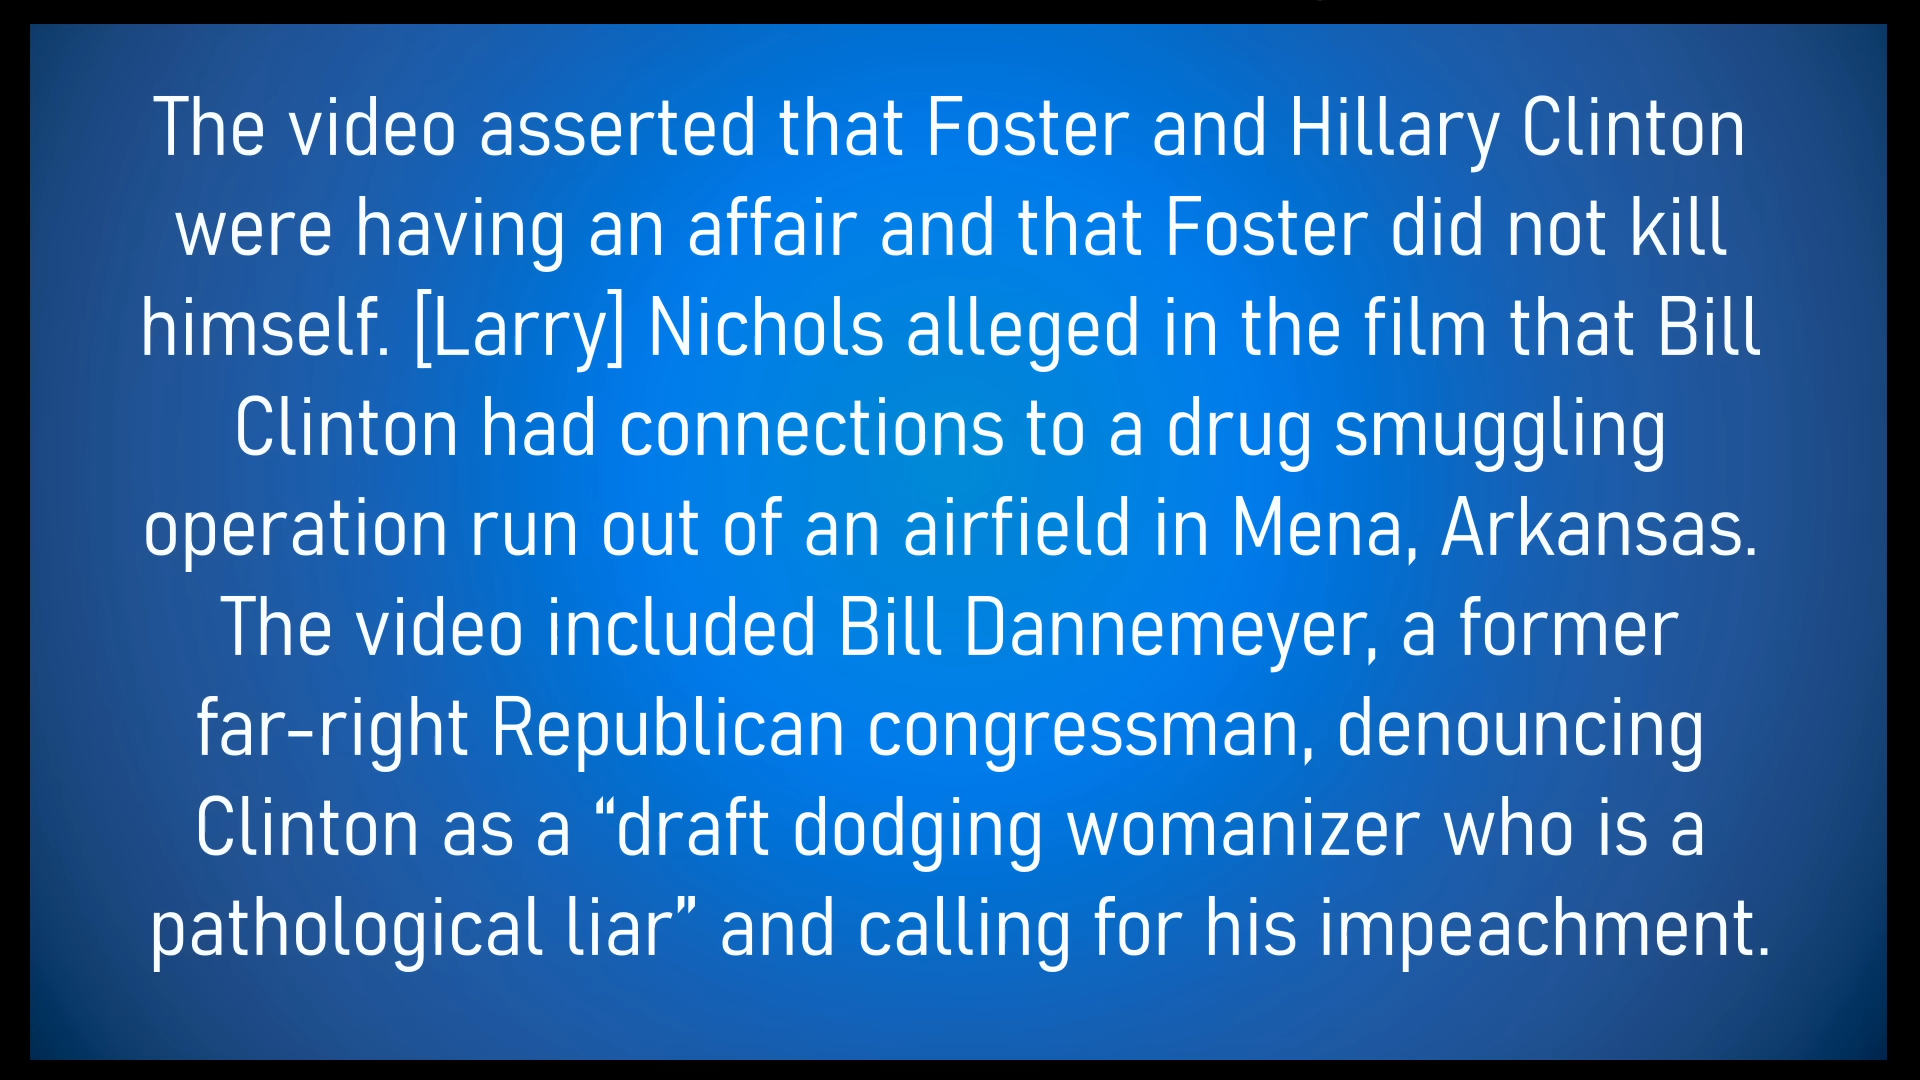 The video asserted that Foster and Hillary Clinton
were having an affair and that Foster did not kill
himself. [Larry] Nichols alleged in the film that Bill
Clinton had connections to a drug smuggling
operation run out of an airfield in Mena, Arkansas.
The video included Bill Dannemeyer, a former
far-right Republican congressman, denouncing
Clinton as a “draft dodging womanizer who is a
pathological liar” and calling for his impeachment.